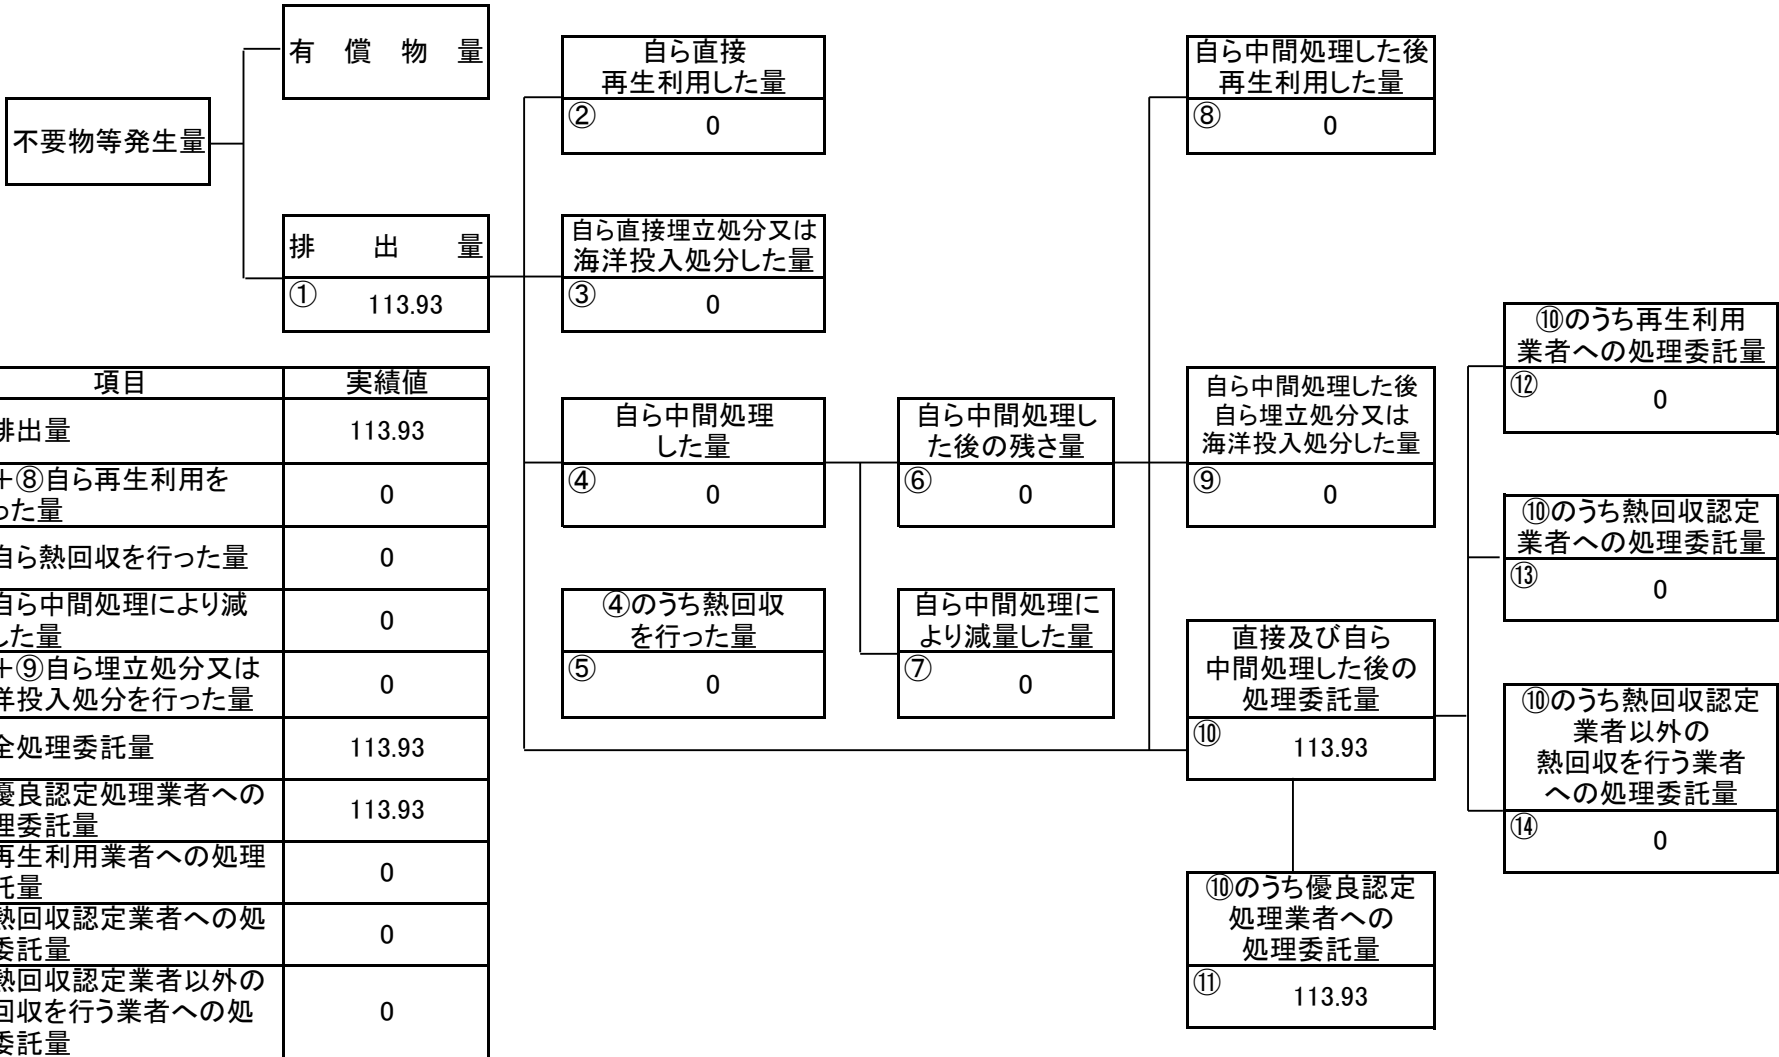 有 償 物 量
不要物等発生量
排 出 量
① 113.93
自ら直接
再生利用した量
② 0
自ら直接埋立処分又は
海洋投入処分した量
③ 0
自ら中間処理
した量
④ 0
④のうち熱回収
を行った量
⑤ 0
自ら中間処理し
た後の残さ量
⑥ 0
自ら中間処理に
より減量した量
⑦ 0
自ら中間処理した後
再生利用した量
⑧ 0
自ら中間処理した後
自ら埋立処分又は
海洋投入処分した量
⑨ 0
直接及び自ら
中間処理した後の
処理委託量
⑩ 113.93
⑩のうち優良認定
処理業者への
処理委託量
⑪ 113.93
⑩のうち再生利用
業者への処理委託量
⑫ 0
⑩のうち熱回収認定
業者への処理委託量
⑬ 0
⑩のうち熱回収認定
業者以外の
熱回収を行う業者
への処理委託量
⑭ 0
項目 実績値
排出量 113.93
+⑧自ら再生利用を
った量 0
自ら熱回収を行った量 0
自ら中間処理により減
した量 0
+⑨自ら埋立処分又は
洋投入処分を行った量 0
全処理委託量 113.93
優良認定処理業者への
理委託量 113.93
再生利用業者への処理
託量 0
熱回収認定業者への処
委託量 0
熱回収認定業者以外の
回収を行う業者への処
委託量 0